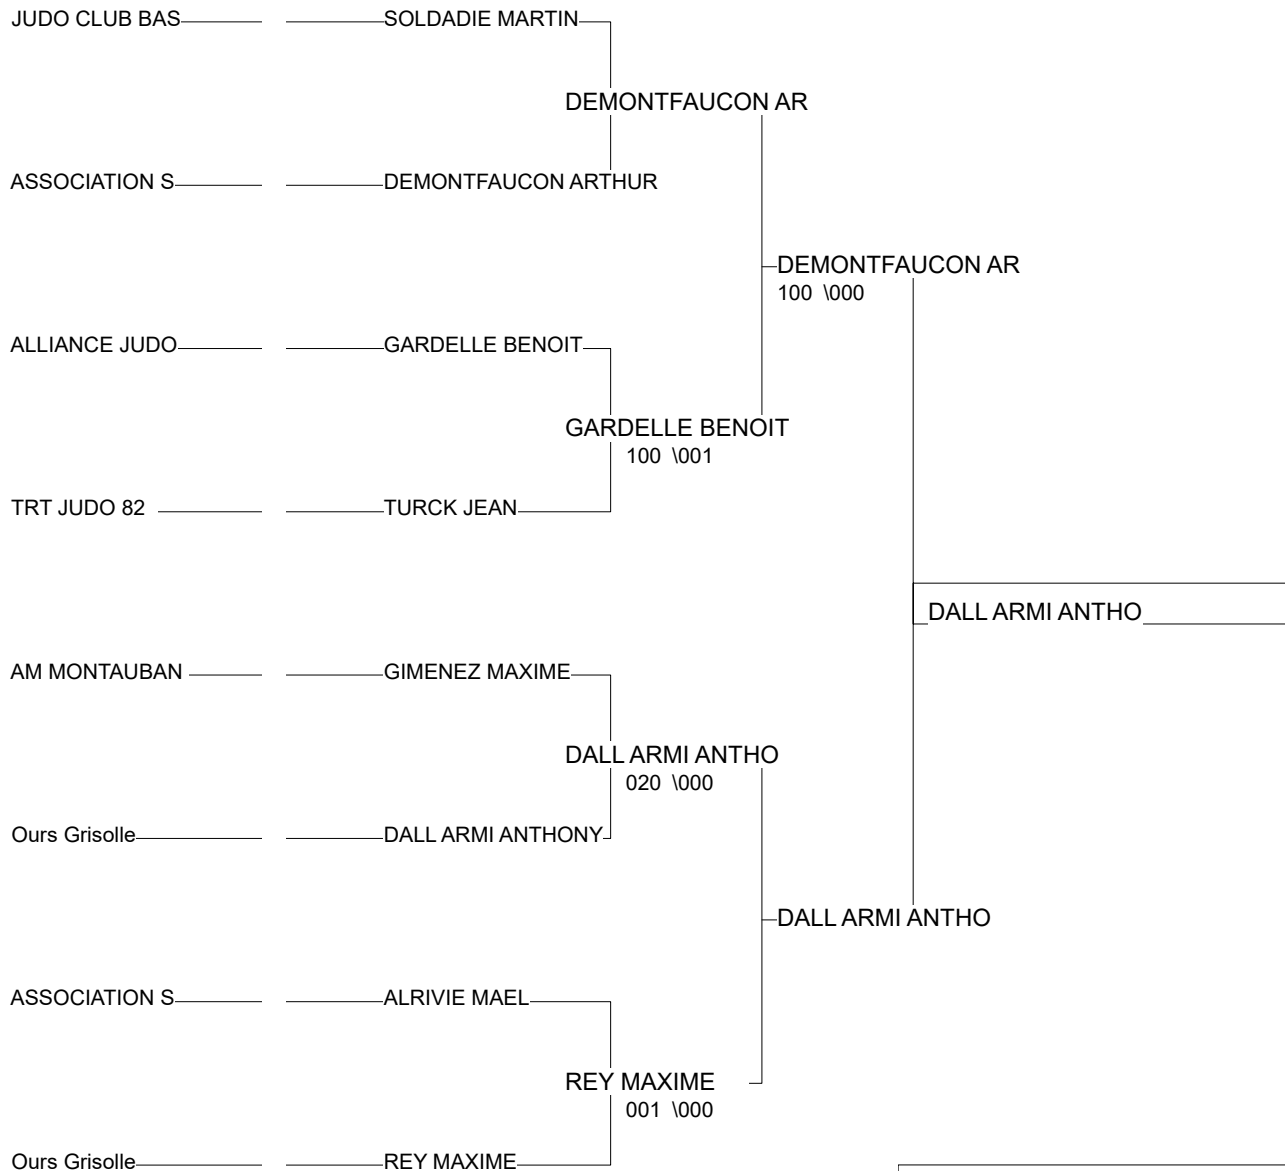 JUDO CLUB BAS SOLDADIE MARTIN
DEMONTFAUCON AR
ASSOCIATION S DEMONTFAUCON ARTHUR
DEMONTFAUCON AR
100 \000
ALLIANCE JUDO GARDELLE BENOIT
GARDELLE BENOIT
100 \001
TRT JUDO 82 TURCK JEAN
DALL ARMI ANTHO
AM MONTAUBAN GIMENEZ MAXIME
DALL ARMI ANTHO
020 \000
Ours Grisolle DALL ARMI ANTHONY
DALL ARMI ANTHO
ASSOCIATION S ALRIVIE MAEL
REY MAXIME
001 \000
Ours Grisolle REY MAXIME